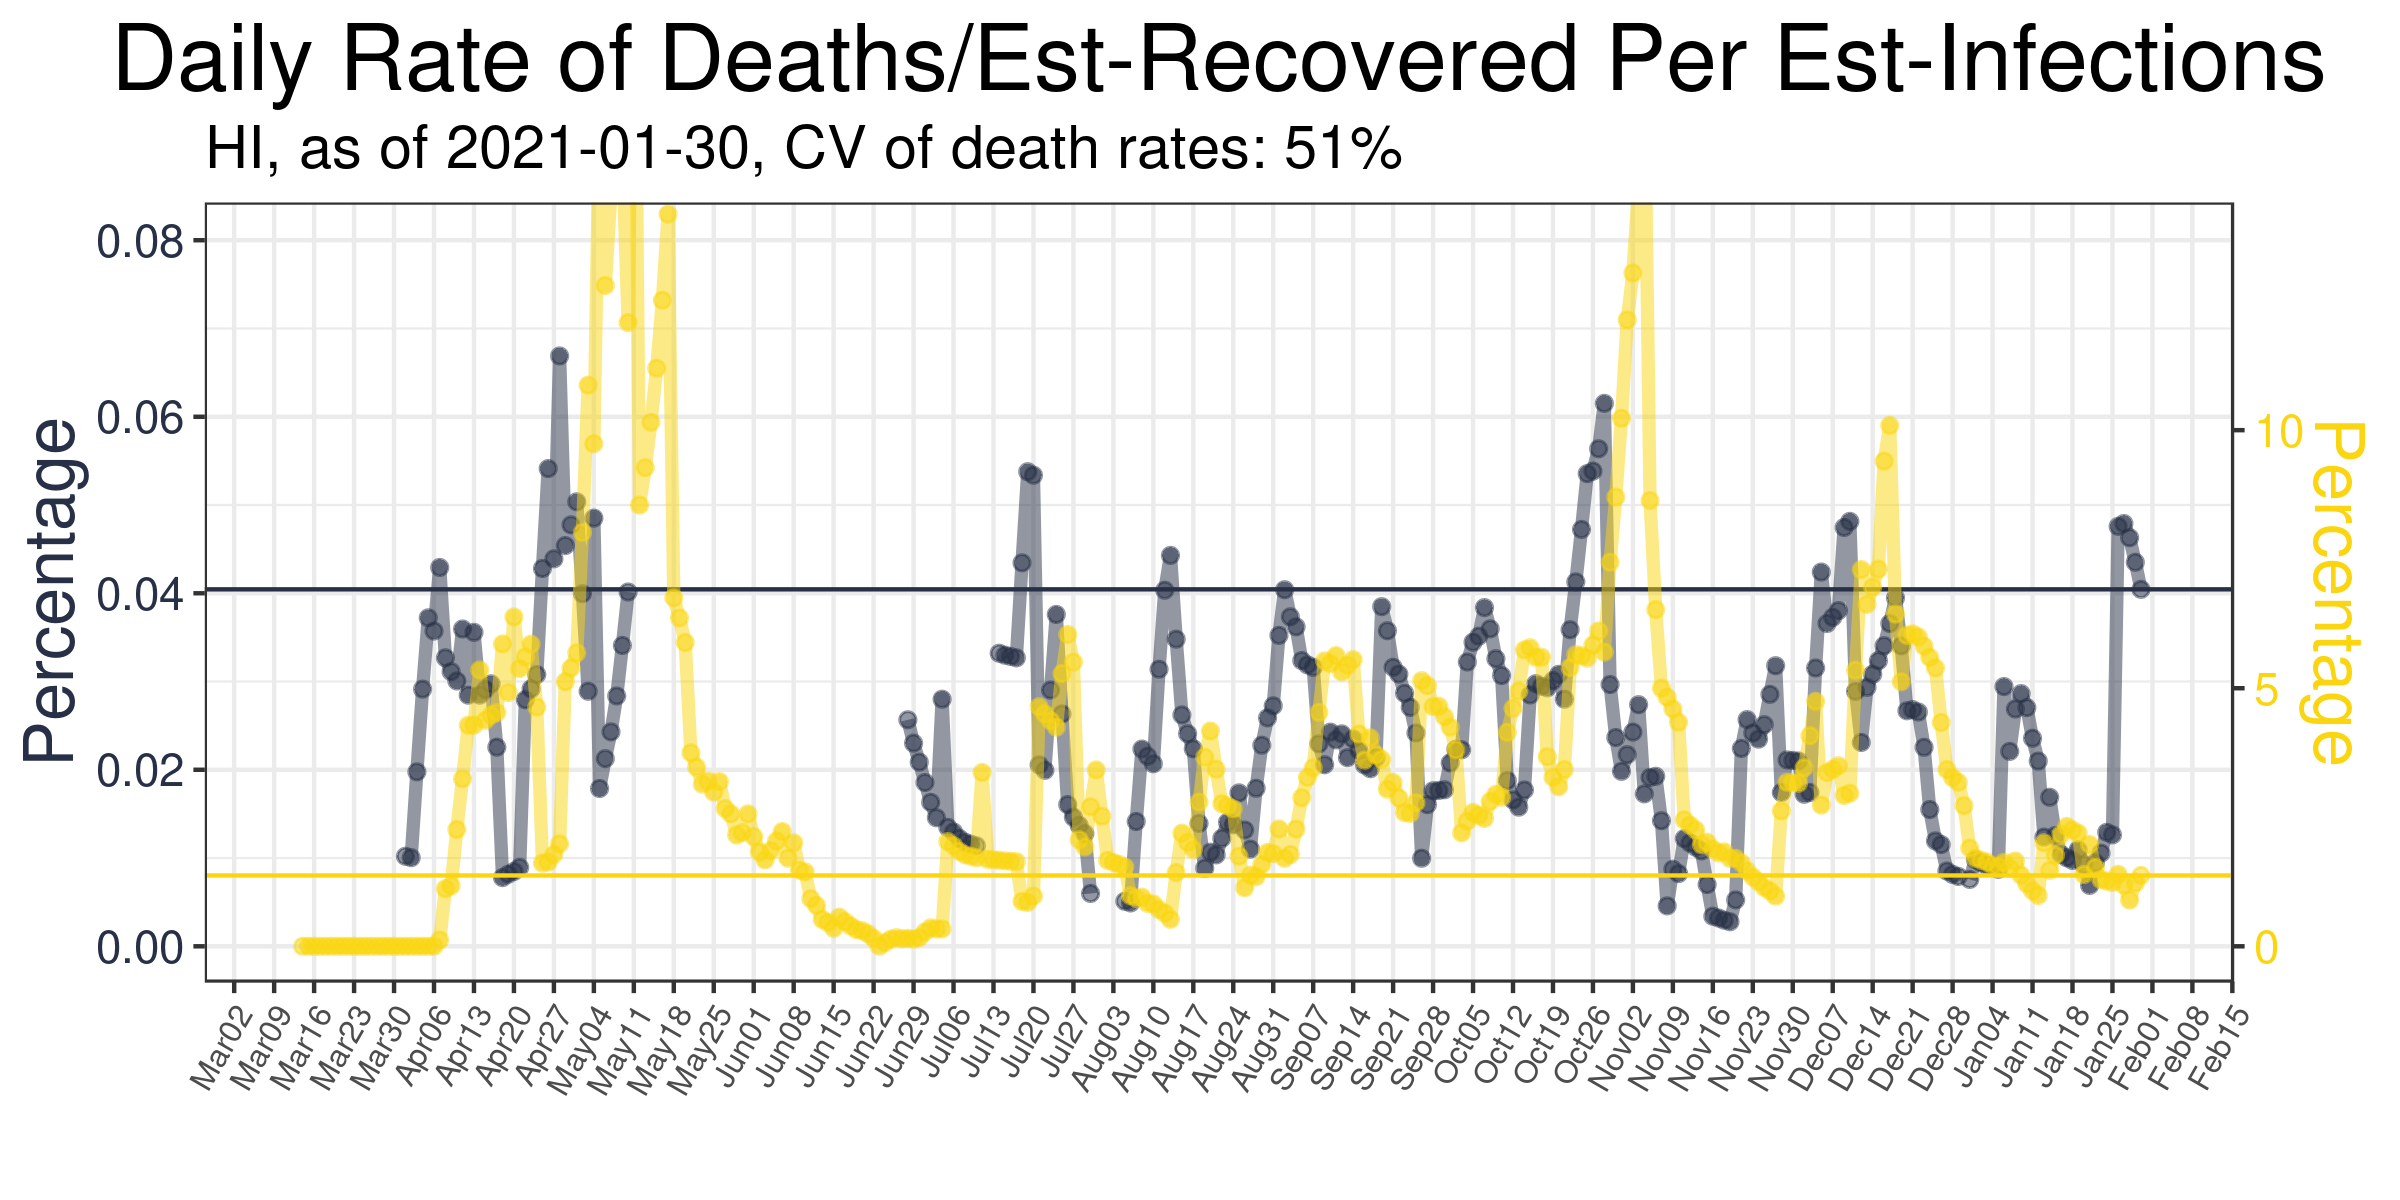 Daily Rate of Deaths/Est-Recovered Per Est-Infections
HI, as of 2021-01-30, CV of death rates: 51%
Percentage
0.08
0.06
0.04
0.02
0.00
10
5
0
Percentage
Mar02 Mar09 Mar16 Mar23 Mar30 Apr06 Apr13 Apr20 Apr27 May04 May11 May18 May25 Jun01 Jun08 Jun15 Jun22 Jun29 Jul06 Jul13 Jul20 Jul27 Aug03 Aug10 Aug17 Aug24 Aug31 Sep07 Sep14 Sep21 Sep28 Oct05 Oct12 Oct19 Oct26 Nov02 Nov09 Nov16 Nov23 Nov30 Dec07 Dec14 Dec21 Dec28 Jan04 Jan11 Jan18 Jan25 Feb01 Feb08 Feb15